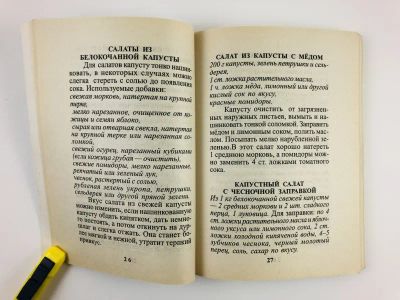 САЛАТЫ ИЗ
БЕЛОКОЧАННОЙ КАПУСТЫ
Для салатов капусту тонко нашин-
ковать, в некоторых случаях можно
слегка стереть с солью до появления
сока. Используемые добавки:
свежая морковь, натертая на крупной
терке,
мелко нарезанное, очищенное от ко-
жицы и семян яблоко,
сырая или отварная свекла, натертая
на крупной терке или нарезанная со-
ломкой,
свежий огурец, нарезанный кубиками
(если кожица грубая — очистить),
свежие помидоры, мелко нарезанные,
репчатый или зеленый лук,
чеснок, растертый с солью,
рубленая зелень укропа, петрушки,
сельдерея или другой пряной зелени.
Вкус салата из свежей капусты
можно изменить, если нашинкованную
капусту обдать кипятком, дать немно-
го постоять, а потом откинуть на дур-
шлаг и слегка отжать. Она станет бо-
лее мягкой и нежной, утратит терпкий
привкус.
26
САЛАТ ИЗ КАПУСТЫ С МЁДОМ
200 г капусты, зелень петрушки и сель-
дерея,
1 ст. ложка растительного масла,
1 ч. ложка мёда, лимонный или другой
кислый сок по вкусу,
красные помидоры.
Капусту очистить от загрязнен-
ных наружных листьев, вымыть и на-
шинковать тонкой соломкой. Заправить
мёдом и лимонным соком, полить мас-
лом. Посыпать мелко нарубленной зе-
ленью. В этот салат хорошо натереть
1 среднюю морковь, а помидоры мож-
но заменить 4 ст. ложками томатного
сока.
КАПУСТНЫЙ САЛАТ
С ЧЕСНОЧНОЙ ЗАПРАВКОЙ
Из 1 кг белокочанной свежей капусты
— 2 средних моркови и 2 шт. сладкого
перца, 1 луковица. Для заправки: по 4
ст. ложки растительного масла и яблочного
уксуса или лимонного сока, 2 ст.
ложки холодной кипяченой воды, 4–5
зубчиков чеснока, черный молотый
перец, соль, сахар по вкусу.
27